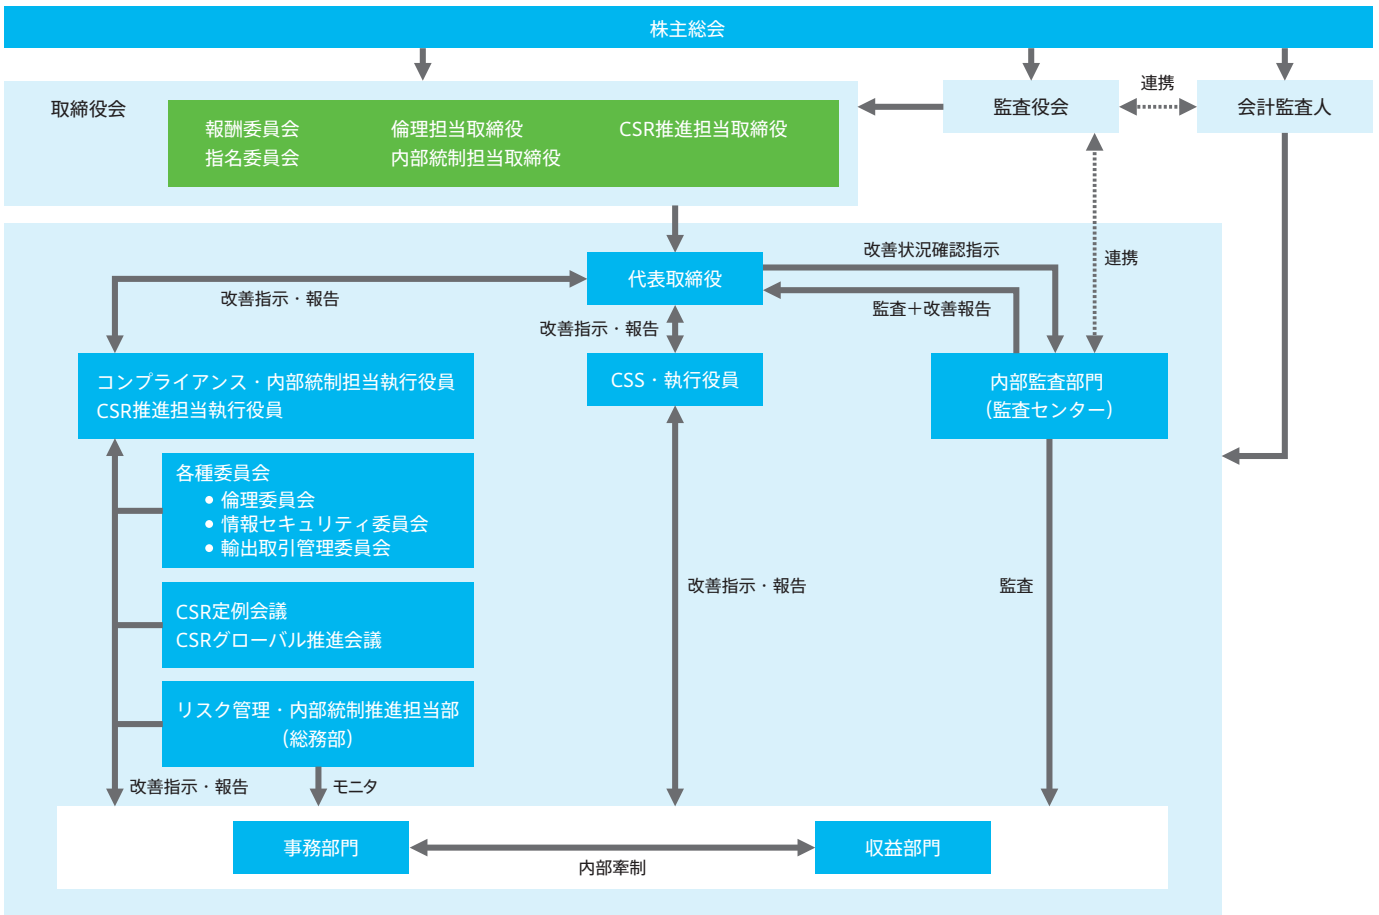 株主総会
取締役会
報酬委員会
倫理担当取締役
CSR推進担当取締役
指名委員会
内部統制担当取締役
監査役会
連携
会計監査人
連携
代表取締役
改善状況確認指示
監査＋改善報告
改善指示・報告
改善指示・報告
コンプライアンス・内部統制担当執行役員
CSR推進担当執行役員
CSS・執行役員
内部監査部門
(監査センター)
各種委員会
● 倫理委員会
● 情報セキュリティ委員会
● 輸出取引管理委員会
CSR定例会議
CSRグローバル推進会議
改善指示・報告
監査
リスク管理・内部統制推進担当部
(総務部)
改善指示・報告
モニタ
事務部門
内部牽制
収益部門